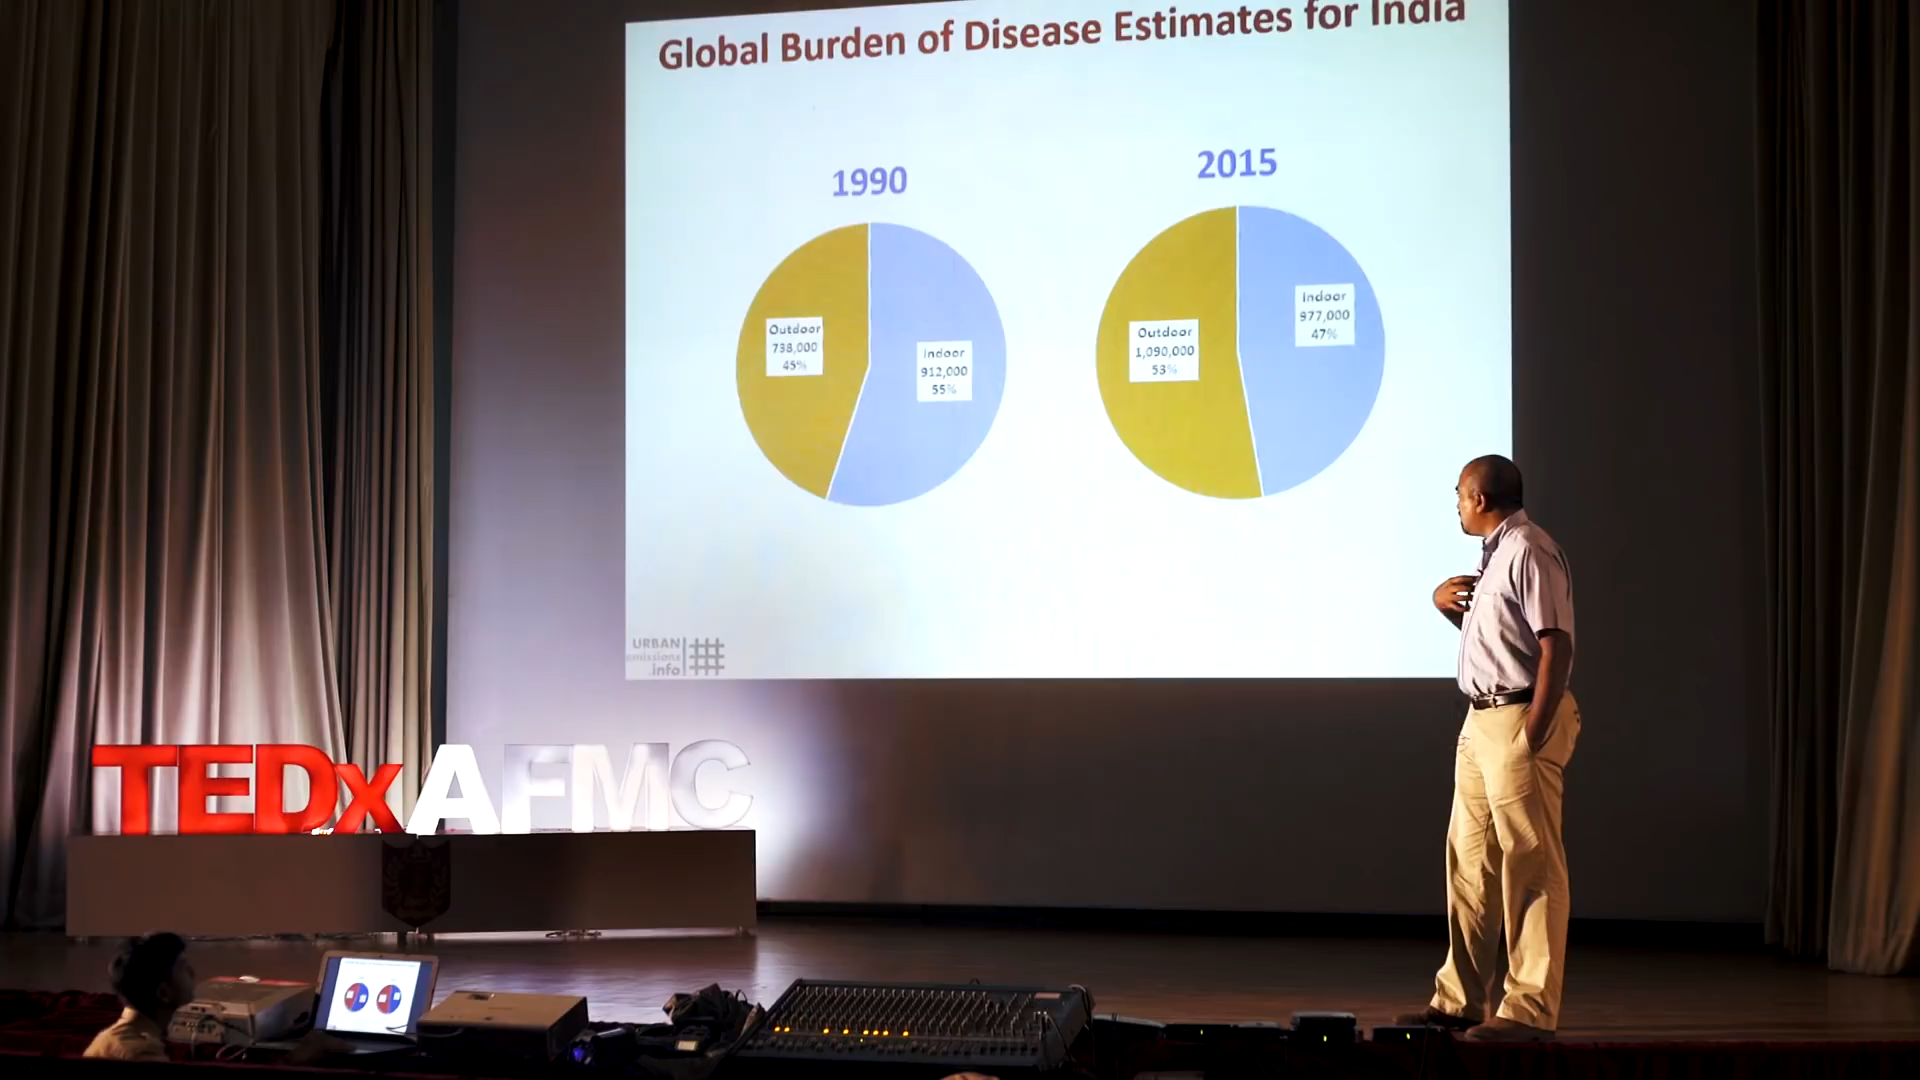 Global Burden of Disease Estimates for India
1990
2015
Outdoor
738,000
45%
Indoor
912,000
55%
Outdoor
1,090,000
53%
Indoor
977,000
47%
URBAN
emissions
.info
TEDxAFMC